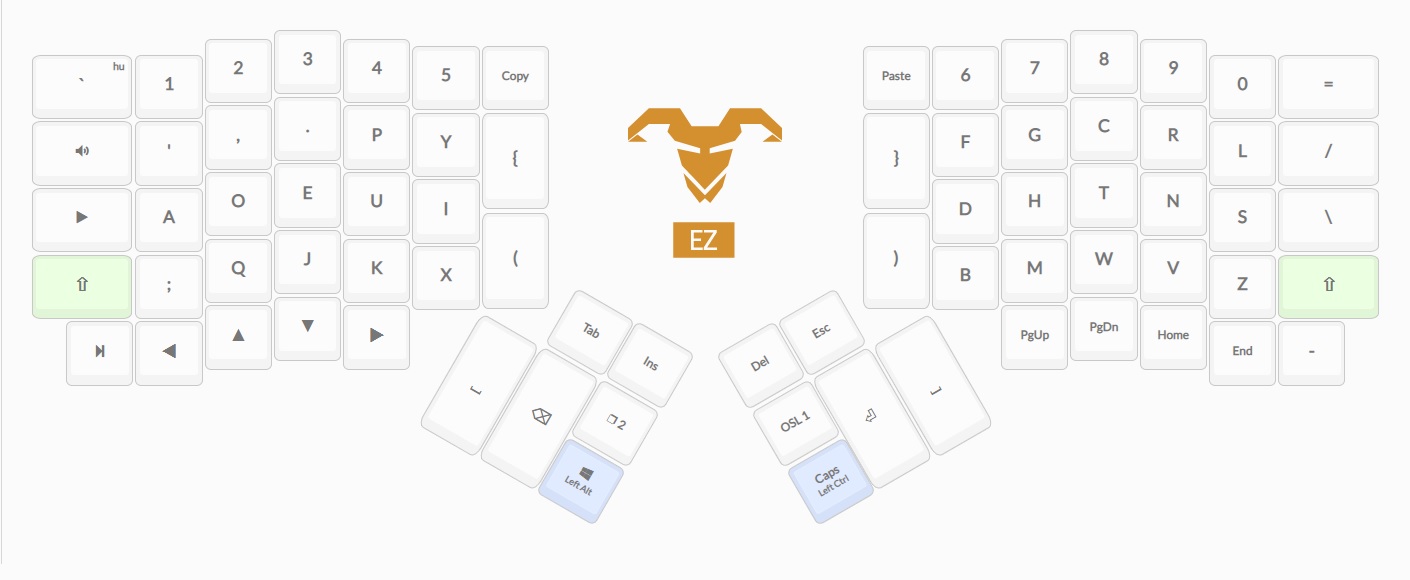 ` hu
1
2
3
4
5
Copy
'
,
.
P
Y
{
A
O
E
U
I
;
Q
J
K
X
(
EZ
Paste
6
7
8
9
0
=
}
F
G
C
R
L
/
D
H
T
N
S
\
)
B
M
W
V
Z
PgUp
PgDn
Home
End
-
Tab
Ins
[
2
Left Alt
Del
Esc
OSL 1
]
Caps
Left Ctrl